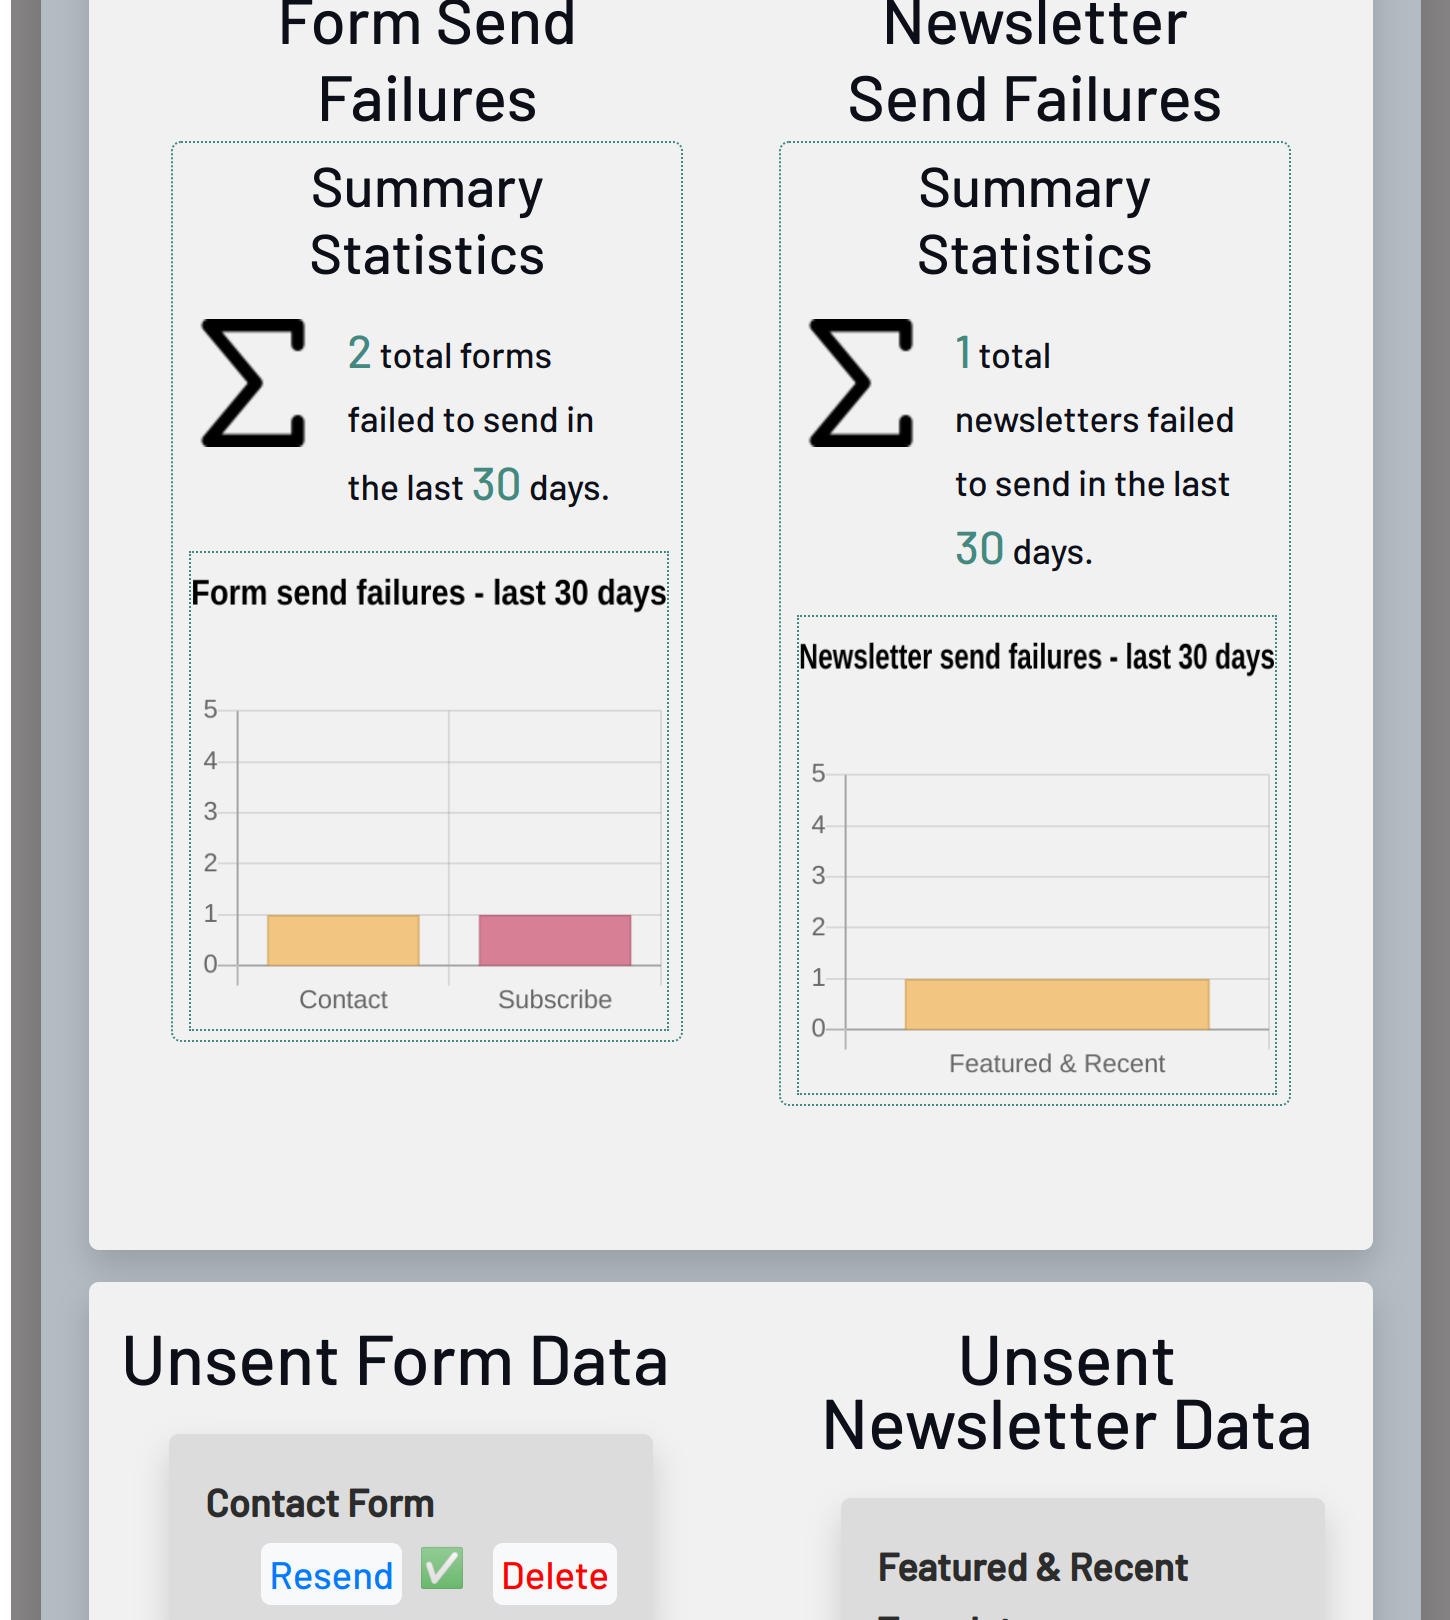 Form Send
Failures
Summary
Statistics
Σ
2 total forms
failed to send in
the last 30 days.
Form send failures - last 30 days
5
4
3
2
1
0
Contact Subscribe
Newsletter
Send Failures
Summary
Statistics
Σ
1 total
newsletters failed
to send in the last
30 days.
Newsletter send failures - last 30 days
5
4
3
2
1
0
Featured & Recent
Unsent Form Data
Contact Form
Resend ✅ Delete
Unsent
Newsletter Data
Featured & Recent